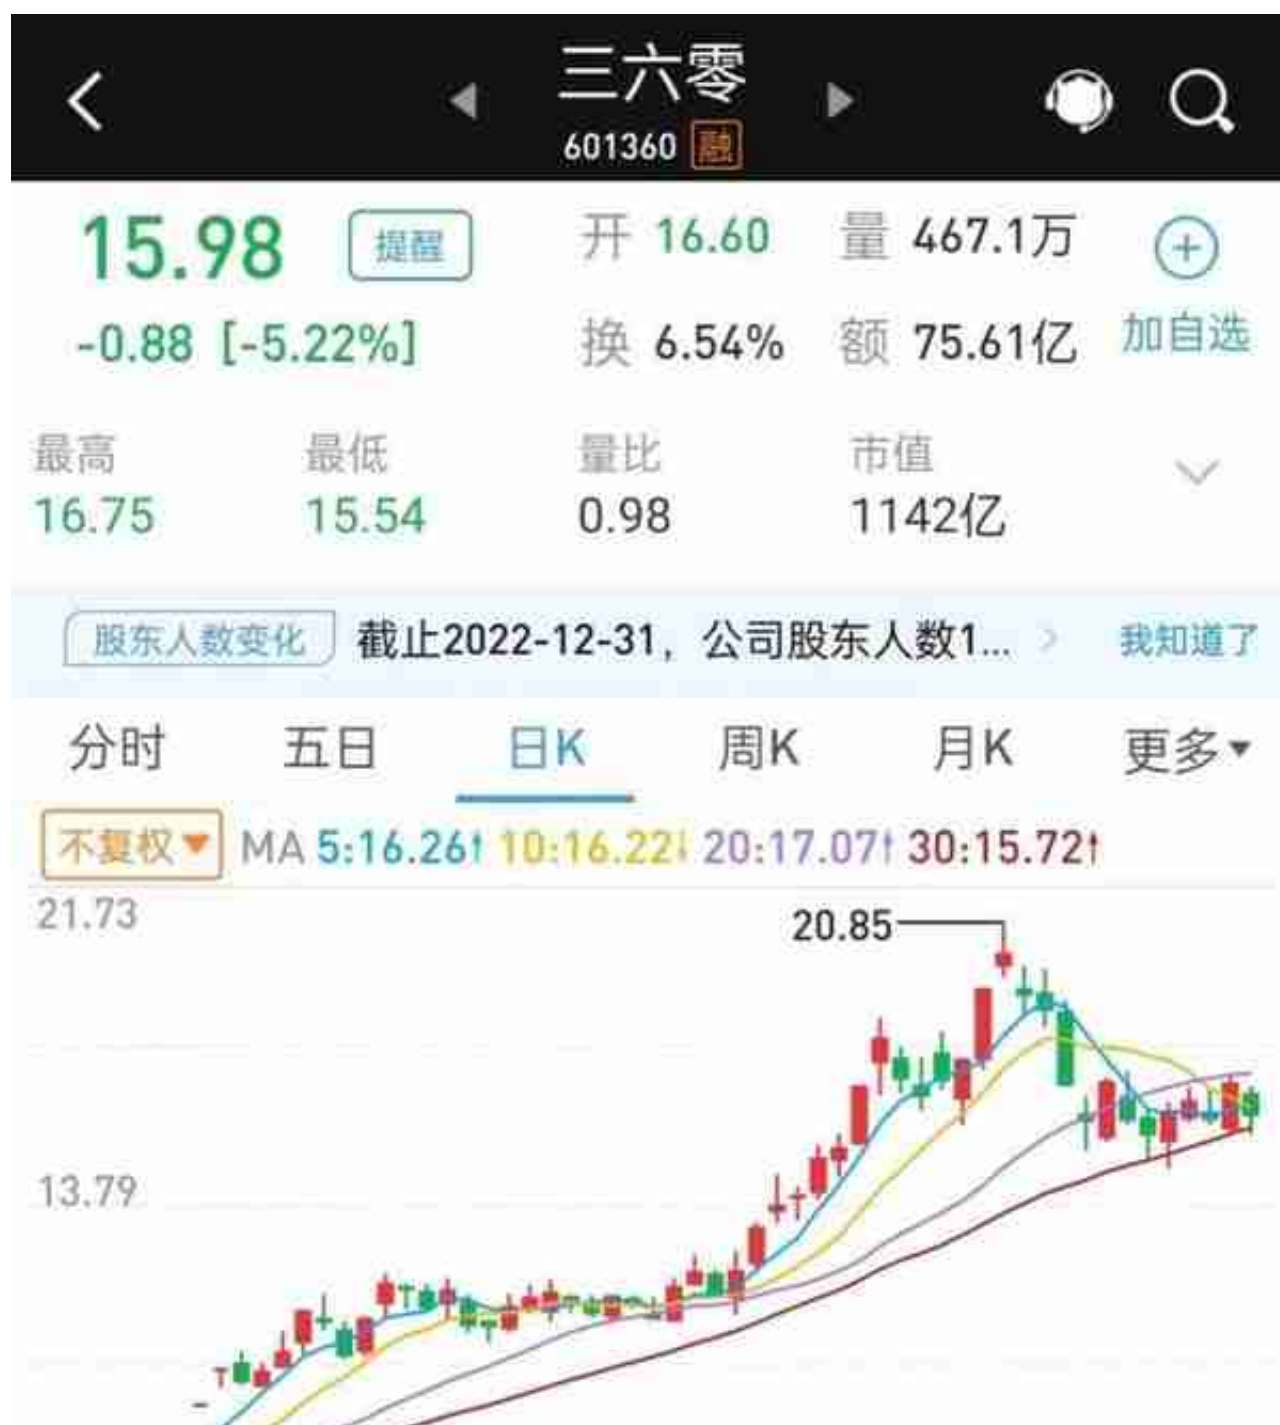 三六零
601360 融
15.98 提醒 开 16.60 量 467.1万
-0.88 [-5.22%] 换 6.54% 额 75.61亿 加自选
最高 最低 量比 市值
16.75 15.54 0.98 1142亿
股东人数变化 截止2022-12-31，公司股东人数1... 我知道了
分时 五日 日K 周K 月K 更多
不复权 MA 5:16.26↑ 10:16.22↓ 20:17.07↑ 30:15.72↑
21.73
20.85
13.79